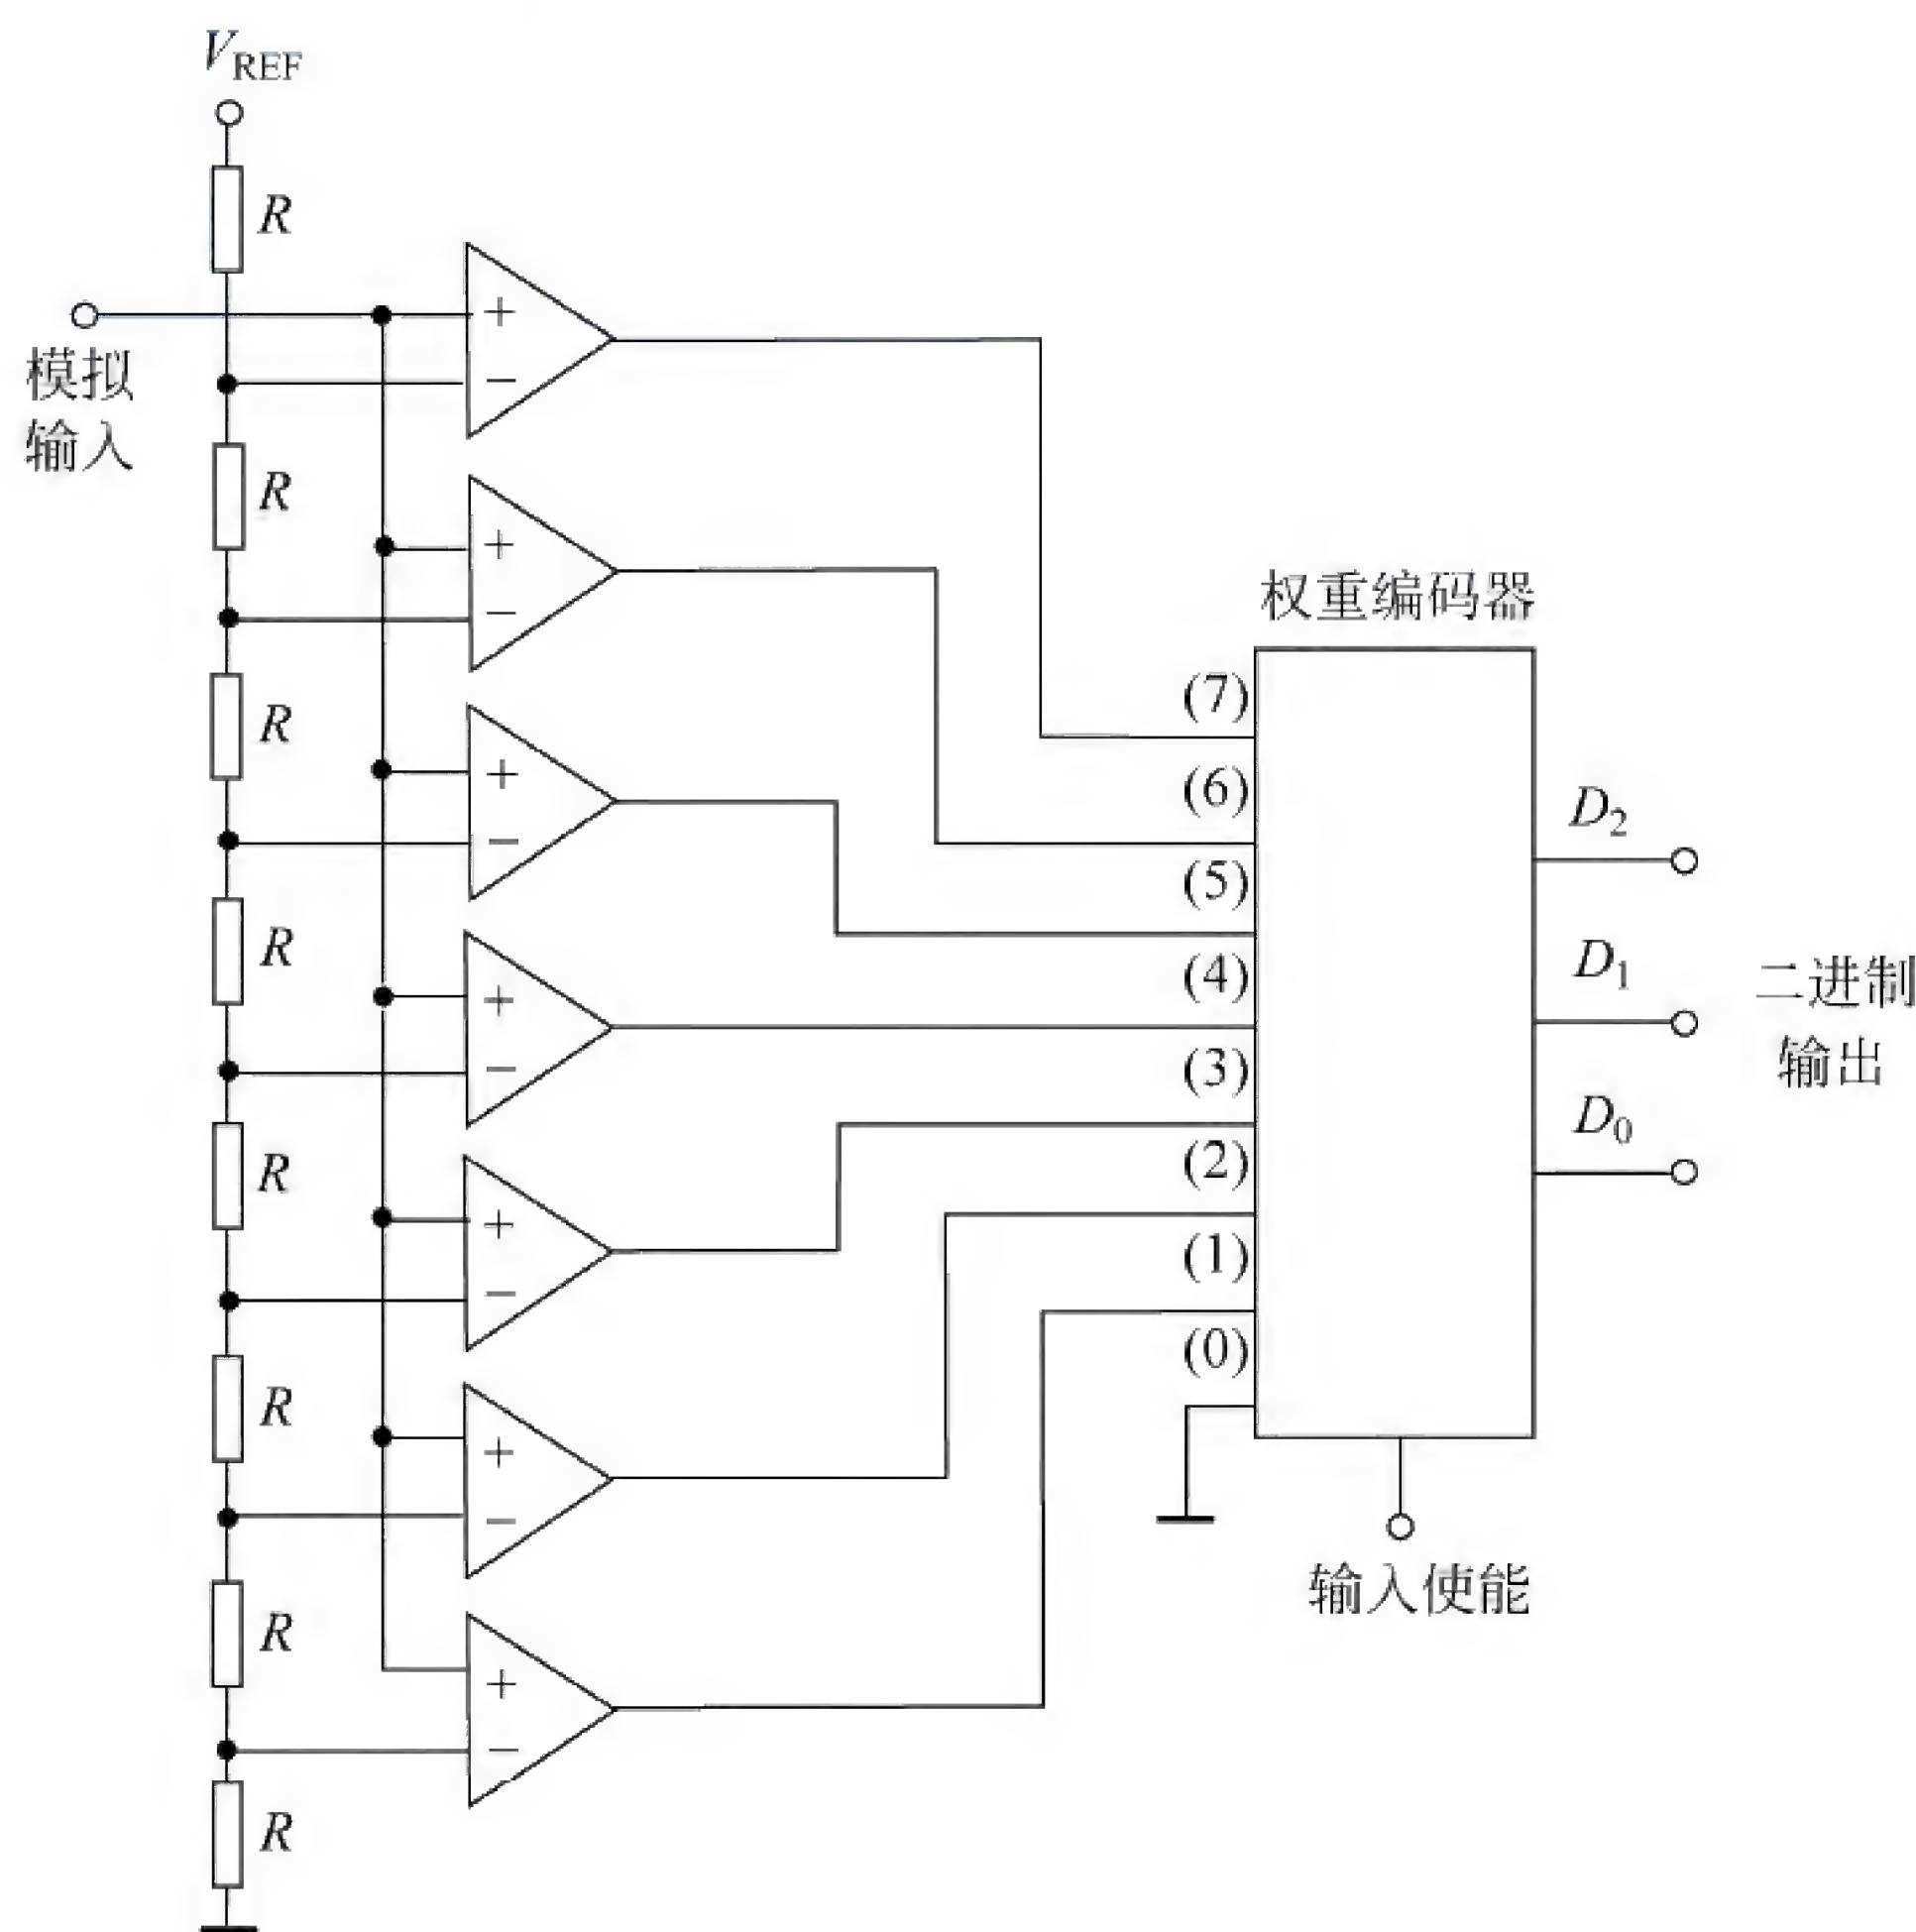 V_REF
R
+
−
模拟
输入
R
+
−
权重编码器
R
(7)
+
(6)
D₂
−
(5)
R
(4)
D₁
二进制
+
输出
−
(3)
D₀
R
(2)
+
(1)
−
(0)
R
+
−
输入使能
R
+
−
R